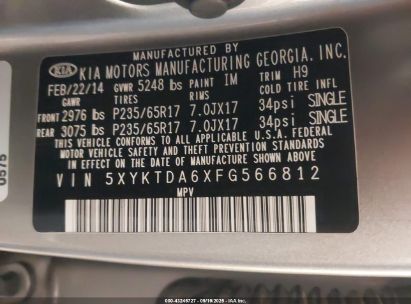 MANUFACTURED BY
KIA KIA MOTORS MANUFACTURING GEORGIA, INC.
FEB/22/14 GVWR 5248 lbs PAINT IM TRIM H9
GAWR TIRES RIMS COLD TIRE INFL
FRONT 2976 lbs P235/65R17 7.0JX17 34psi SINGLE
REAR 3075 lbs P235/65R17 7.0JX17 34psi SINGLE
THIS VEHICLE CONFORMS TO ALL APPLICABLE
U.S.A. FEDERAL MOTOR VEHICLE SAFETY STANDARDS
IN EFFECT ON THE DATE OF MANUFACTURE SHOWN ABOVE
VIN 5XYKTDA6XFG566812
MPV